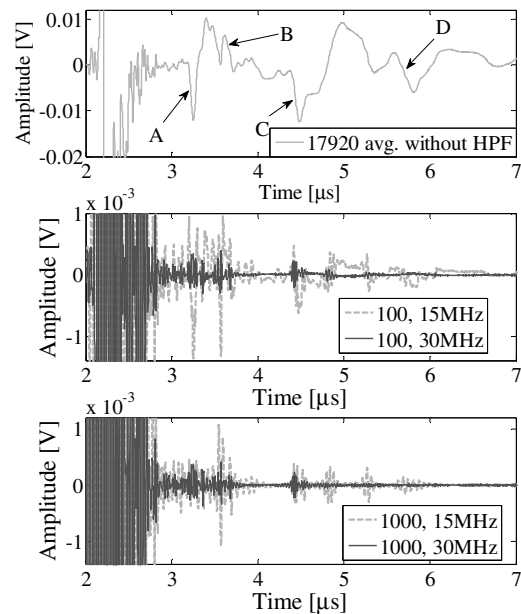 Amplitude [V]
0.01
0
-0.01
-0.02
A
B
C
D
17920 avg. without HPF
2 3 4 5 6 7
Time [μs]
x 10⁻³
Amplitude [V]
1
0
-1
100, 15MHz
100, 30MHz
2 3 4 5 6 7
Time [μs]
x 10⁻³
Amplitude [V]
1
0
-1
1000, 15MHz
1000, 30MHz
2 3 4 5 6 7
Time [μs]